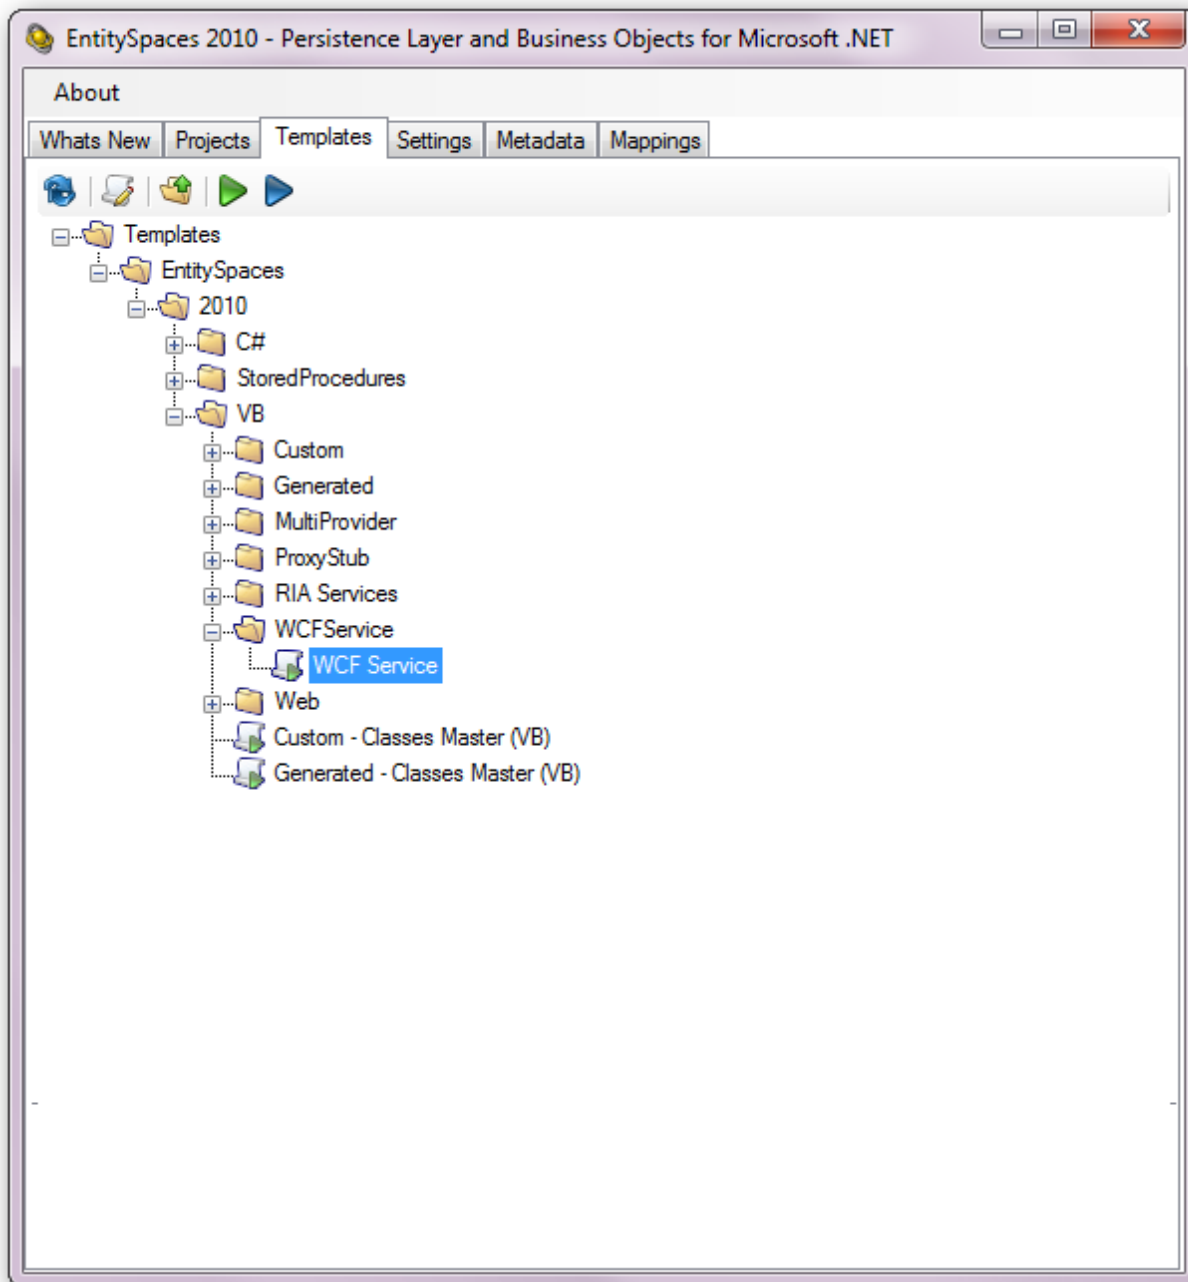 EntitySpaces 2010 - Persistence Layer and Business Objects for Microsoft .NET
About
Whats New Projects Templates Settings Metadata Mappings
Templates
EntitySpaces
2010
C#
StoredProcedures
VB
Custom
Generated
MultiProvider
ProxyStub
RIA Services
WCFService
WCF Service
Web
Custom - Classes Master (VB)
Generated - Classes Master (VB)